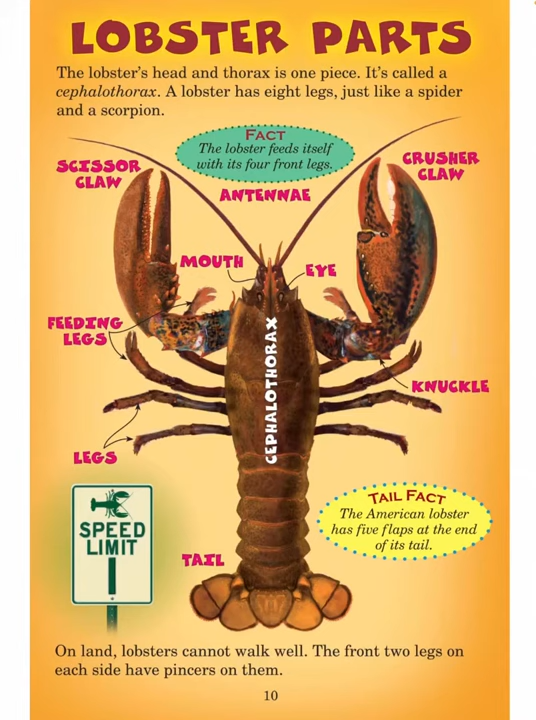 LOBSTER PARTS
The lobster's head and thorax is one piece. It's called a
cephalothorax. A lobster has eight legs, just like a spider
and a scorpion.
FACT
The lobster feeds itself
with its four front legs.
SCISSOR
CLAW
CRUSHER
CLAW
ANTENNAE
MOUTH
EYE
FEEDING
LEGS
CEPHALOTHORAX
KNUCKLE
LEGS
SPEED
LIMIT
1
TAIL FACT
The American lobster
has five flaps at the end
of its tail.
TAIL
On land, lobsters cannot walk well. The front two legs on
each side have pincers on them.
10